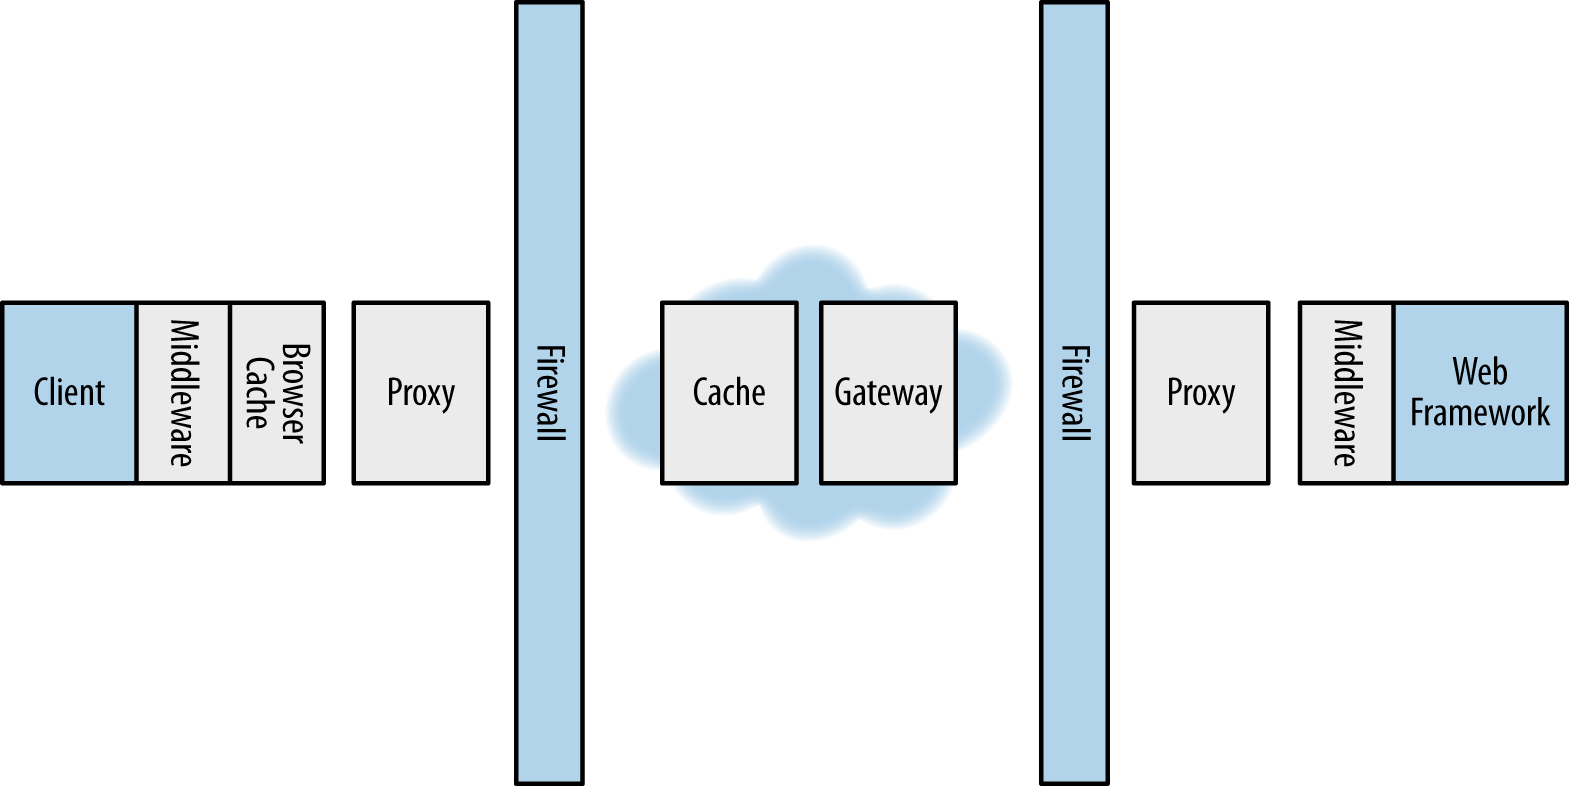 Client
Middleware
Browser
Cache
Proxy
Firewall
Cache
Gateway
Firewall
Proxy
Middleware
Web
Framework